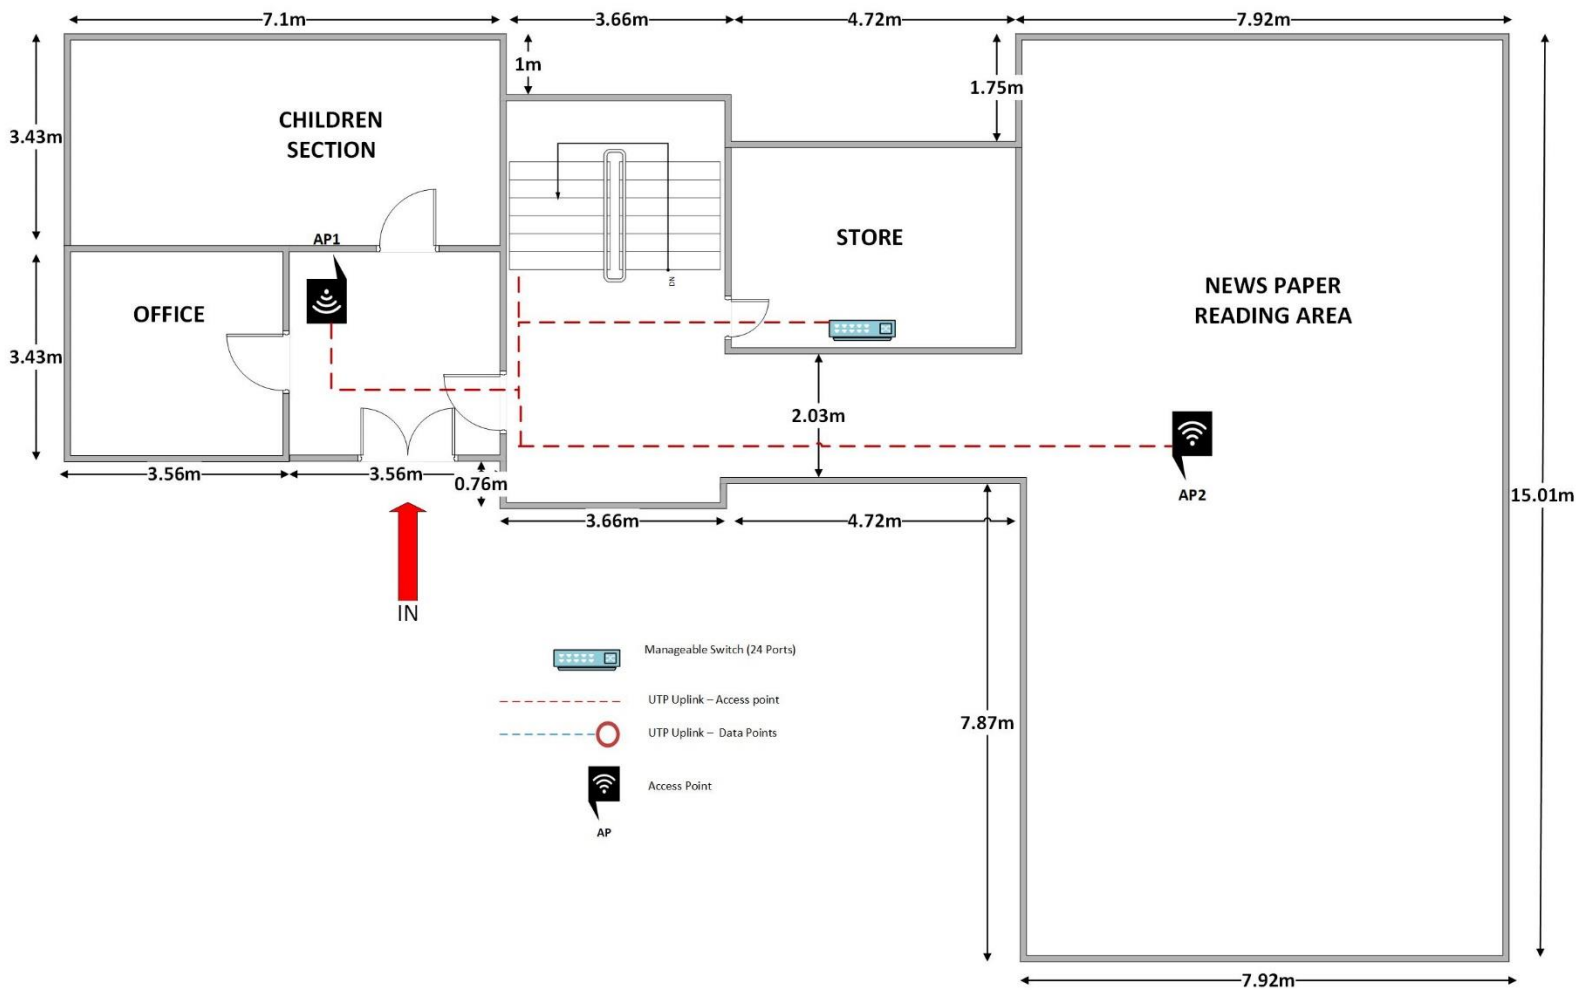 7.1m
3.66m
4.72m
7.92m
1m
1.75m
3.43m
CHILDREN
SECTION
STORE
NEWS PAPER
READING AREA
AP1
DN
OFFICE
3.43m
2.03m
AP2
15.01m
3.56m
3.56m
0.76m
3.66m
4.72m
IN
Manageable Switch (24 Ports)
UTP Uplink – Access point
UTP Uplink – Data Points
Access Point
AP
7.87m
7.92m